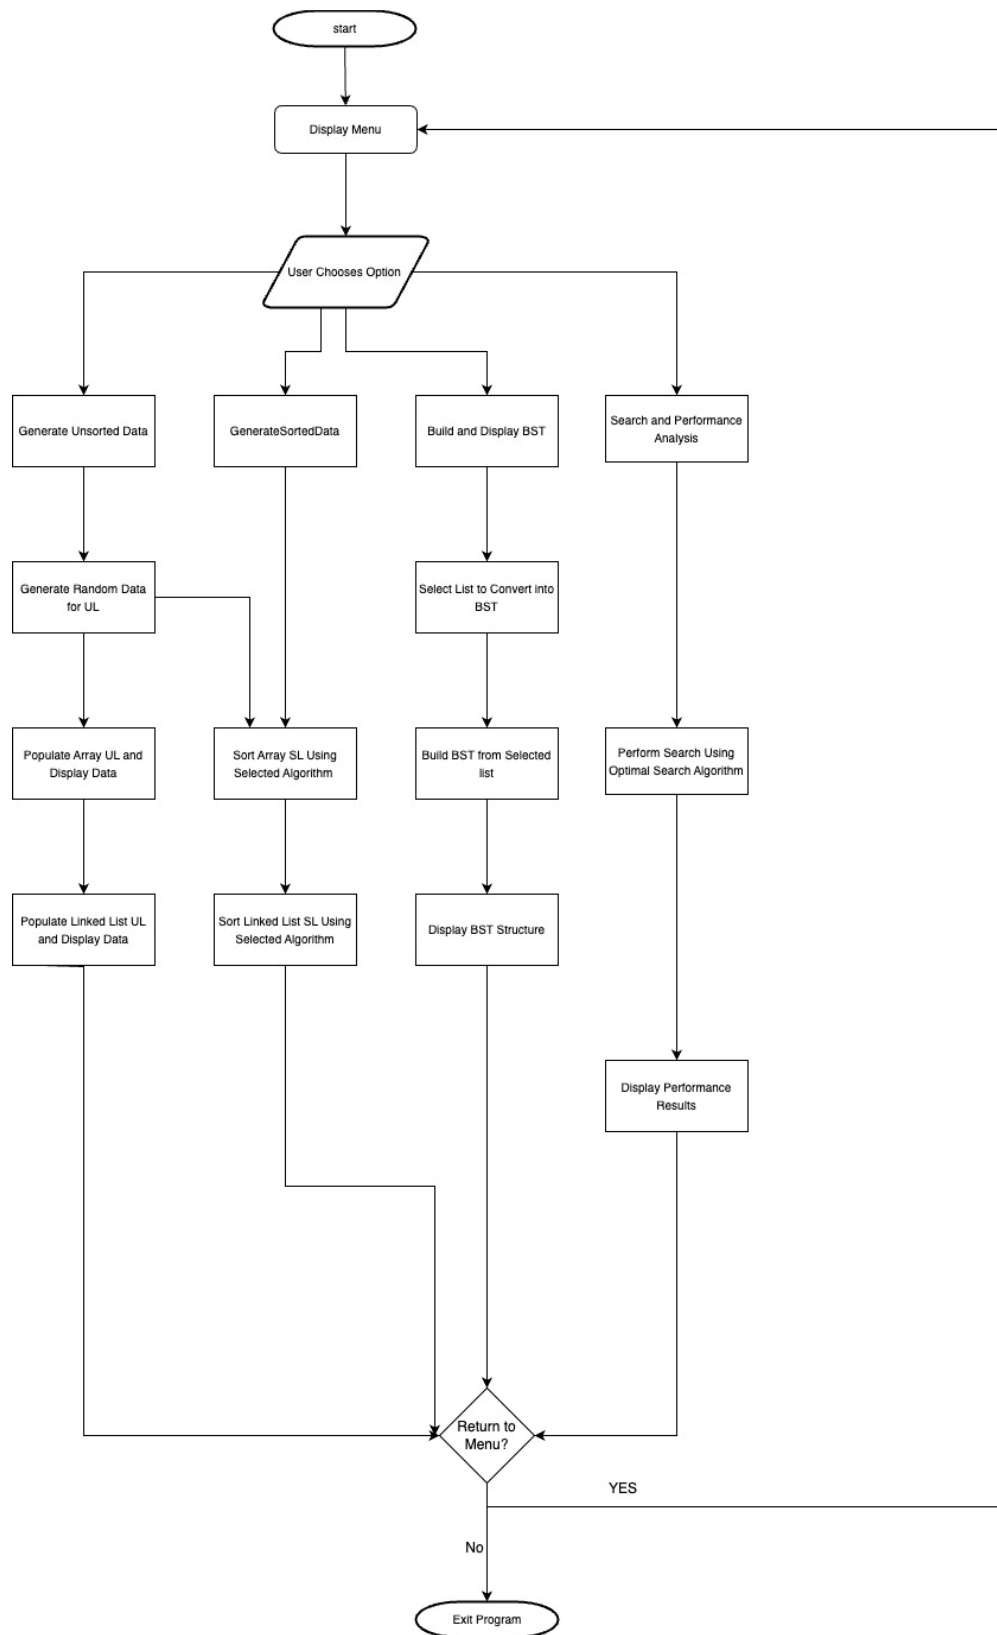 start
Display Menu
User Chooses Option
Generate Unsorted Data
GenerateSortedData
Build and Display BST
Search and Performance
Analysis
Generate Random Data
for UL
Select List to Convert into
BST
Populate Array UL and
Display Data
Sort Array SL Using
Selected Algorithm
Build BST from Selected
list
Perform Search Using
Optimal Search Algorithm
Populate Linked List UL
and Display Data
Sort Linked List SL Using
Selected Algorithm
Display BST Structure
Display Performance
Results
Return to
Menu?
YES
No
Exit Program